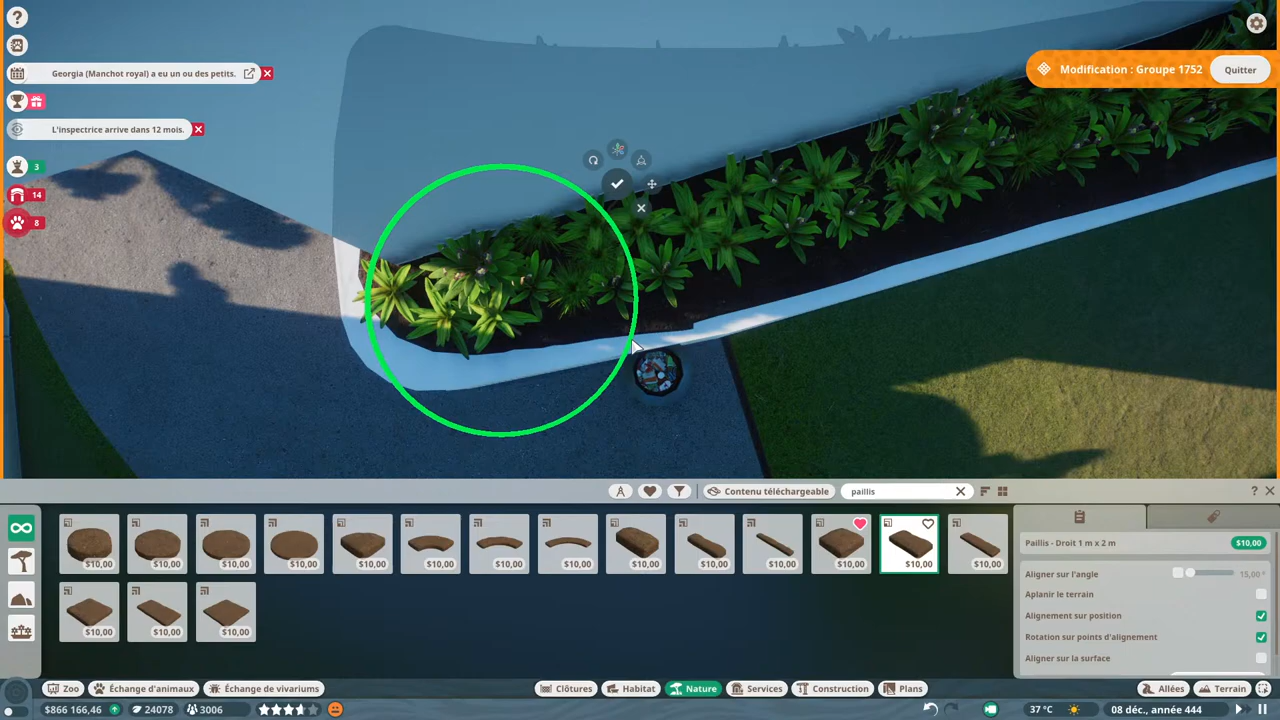 ?
Georgia (Manchot royal) a eu un ou des petits.
L'inspectrice arrive dans 12 mois.
3
14
8
Modification : Groupe 1752
Quitter
Contenu téléchargeable
paillis
?
$10,00 $10,00 $10,00 $10,00 $10,00 $10,00 $10,00 $10,00 $10,00 $10,00 $10,00 $10,00 $10,00 $10,00
$10,00 $10,00 $10,00
Paillis - Droit 1 m x 2 m $10,00
Aligner sur l'angle 15,00°
Aplanir le terrain
Alignement sur position
Rotation sur points d'alignement
Aligner sur la surface
Zoo Échange d'animaux Échange de vivariums Clôtures Habitat Nature Services Construction Plans Allées Terrain
$866 166,46 24078 3006 37 °C 08 déc., année 444